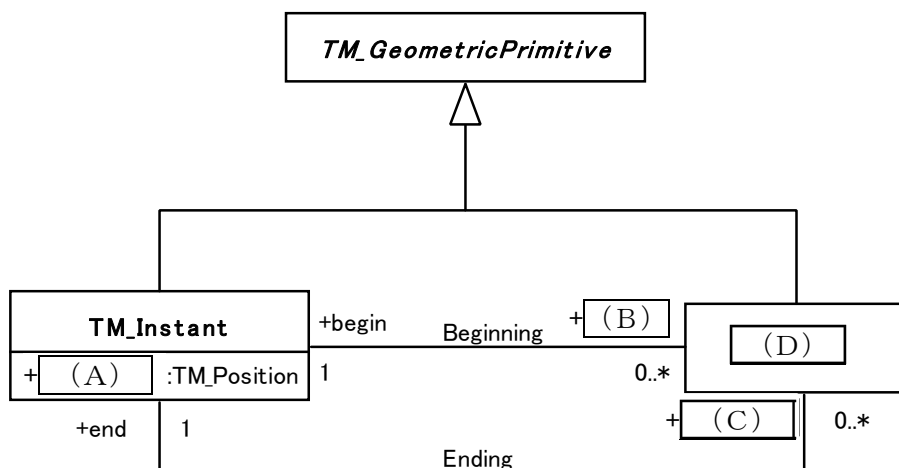 TM_GeometricPrimitive
TM_Instant
+ (A) :TM_Position
+begin
1
Beginning
+ (B)
0..*
(D)
+end
1
Ending
+ (C)
0..*